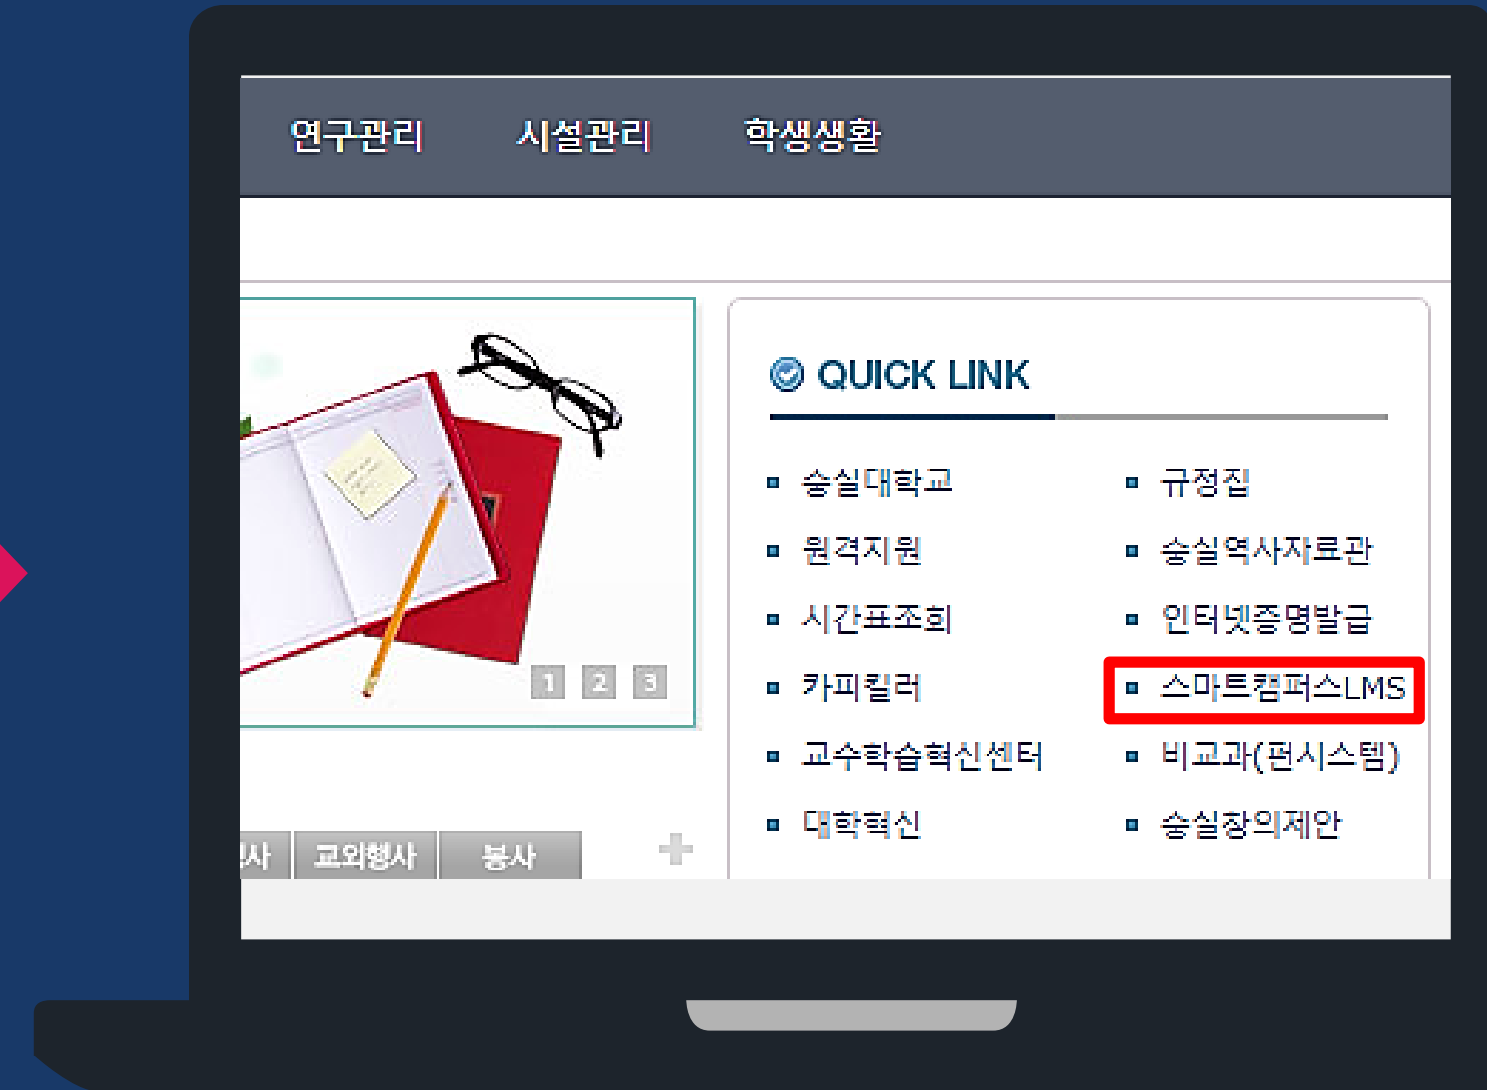 연구관리 시설관리 학생생활
QUICK LINK
숭실대학교 규정집
원격지원 숭실역사자료관
시간표조회 인터넷증명발급
1 2 3
카피킬러 스마트캠퍼스LMS
교수학습혁신센터 비교과(펀시스템)
대학혁신 숭실창의제안
사 교외행사 봉사